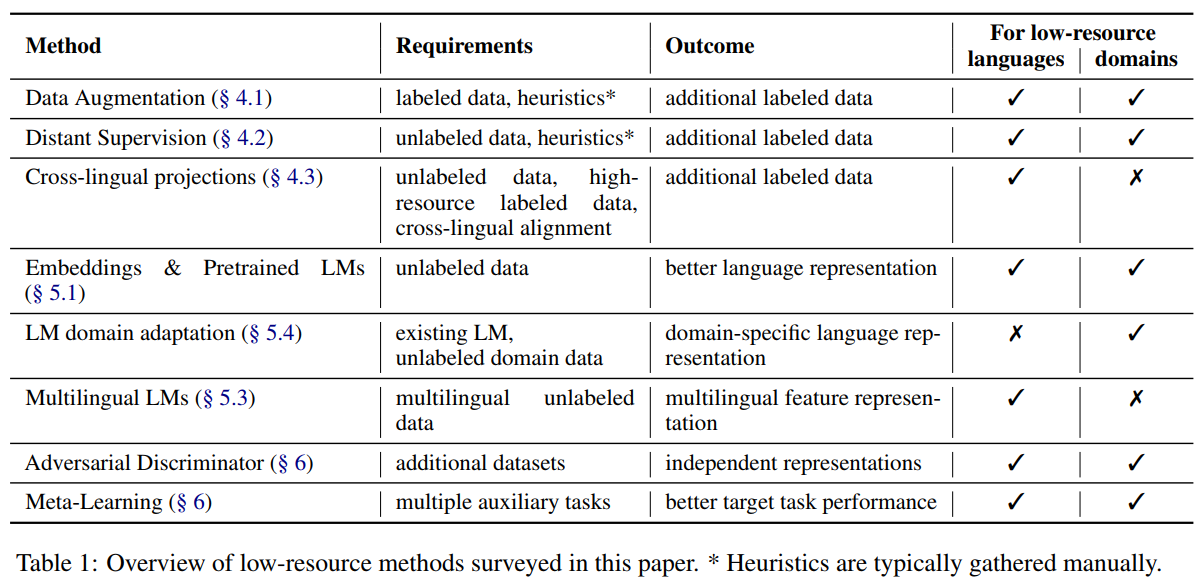 Method Requirements Outcome For low-resource
languages domains
Data Augmentation (§ 4.1) labeled data, heuristics* additional labeled data ✓ ✓
Distant Supervision (§ 4.2) unlabeled data, heuristics* additional labeled data ✓ ✓
Cross-lingual projections (§ 4.3) unlabeled data, high- additional labeled data ✓ ✗
resource labeled data,
cross-lingual alignment
Embeddings & Pretrained LMs unlabeled data better language representation ✓ ✓
(§ 5.1)
LM domain adaptation (§ 5.4) existing LM, domain-specific language rep- ✗ ✓
unlabeled domain data resentation
Multilingual LMs (§ 5.3) multilingual unlabeled multilingual feature represen- ✓ ✗
data tation
Adversarial Discriminator (§ 6) additional datasets independent representations ✓ ✓
Meta-Learning (§ 6) multiple auxiliary tasks better target task performance ✓ ✓
Table 1: Overview of low-resource methods surveyed in this paper. * Heuristics are typically gathered manually.